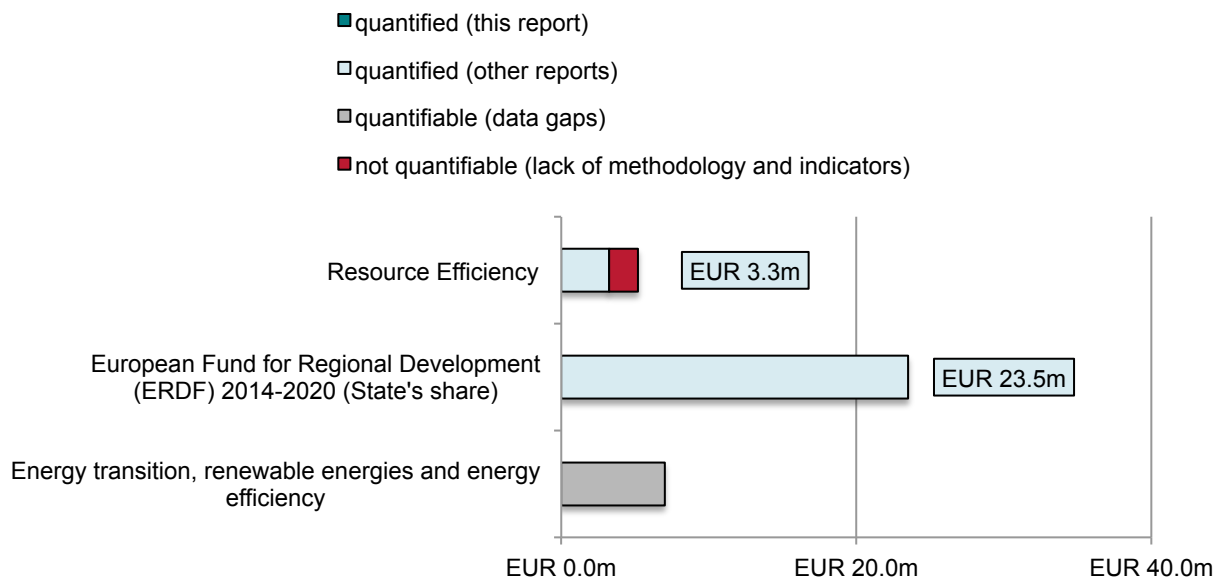 quantified (this report)
quantified (other reports)
quantifiable (data gaps)
not quantifiable (lack of methodology and indicators)
Resource Efficiency
EUR 3.3m
European Fund for Regional Development
(ERDF) 2014-2020 (State's share)
EUR 23.5m
Energy transition, renewable energies and energy
efficiency
EUR 0.0m
EUR 20.0m
EUR 40.0m